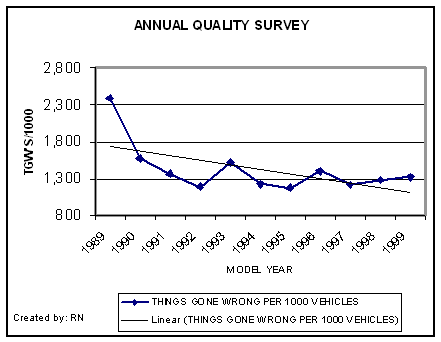 ANNUAL QUALITY SURVEY
2,800
2,300
1,800
1,300
800
TGW'S/1000
1989 1990 1991 1992 1993 1994 1995 1996 1997 1998 1999
MODEL YEAR
THINGS GONE WRONG PER 1000 VEHICLES
Linear (THINGS GONE WRONG PER 1000 VEHICLES)
Created by: RN